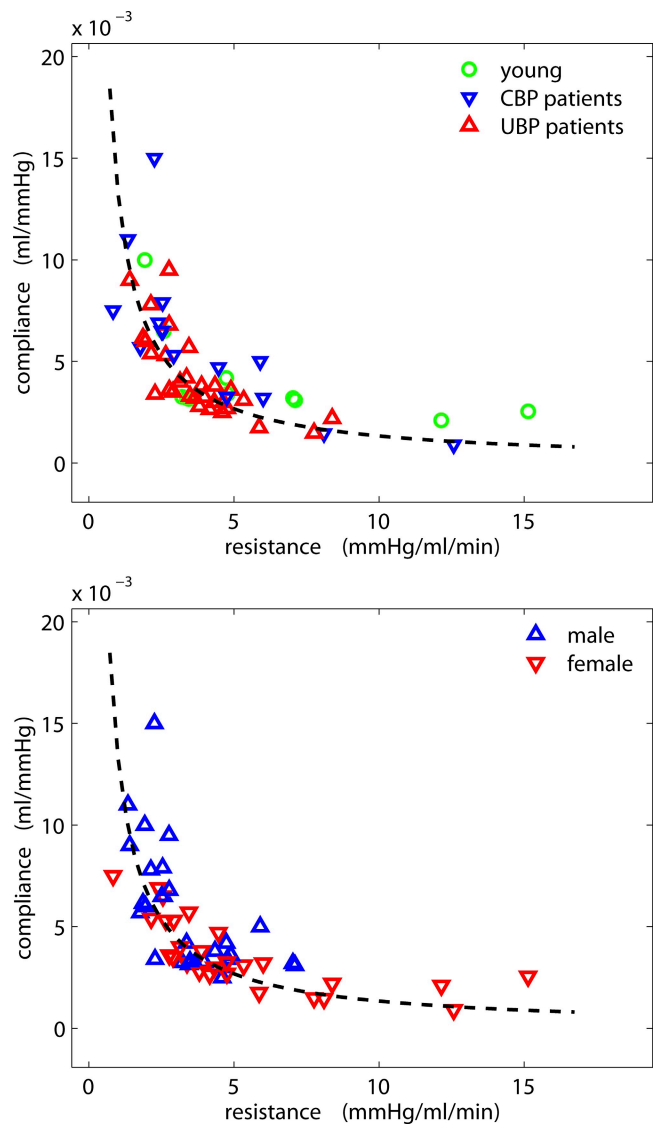 x 10 ⁻³
20
young
CBP patients
UBP patients
15
10
5
0
compliance (ml/mmHg)
0 5 10 15
resistance (mmHg/ml/min)
x 10 ⁻³
20
male
female
15
10
5
0
compliance (ml/mmHg)
0 5 10 15
resistance (mmHg/ml/min)